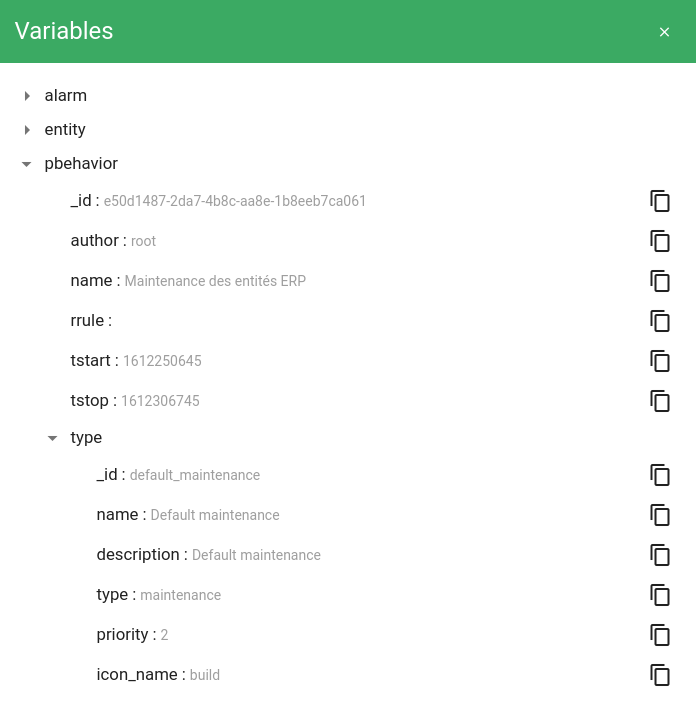 Variables
alarm
entity
pbehavior
_id : e50d1487-2da7-4b8c-aa8e-1b8eeb7ca061
author : root
name : Maintenance des entités ERP
rrule :
tstart : 1612250645
tstop : 1612306745
type
_id : default_maintenance
name : Default maintenance
description : Default maintenance
type : maintenance
priority : 2
icon_name : build